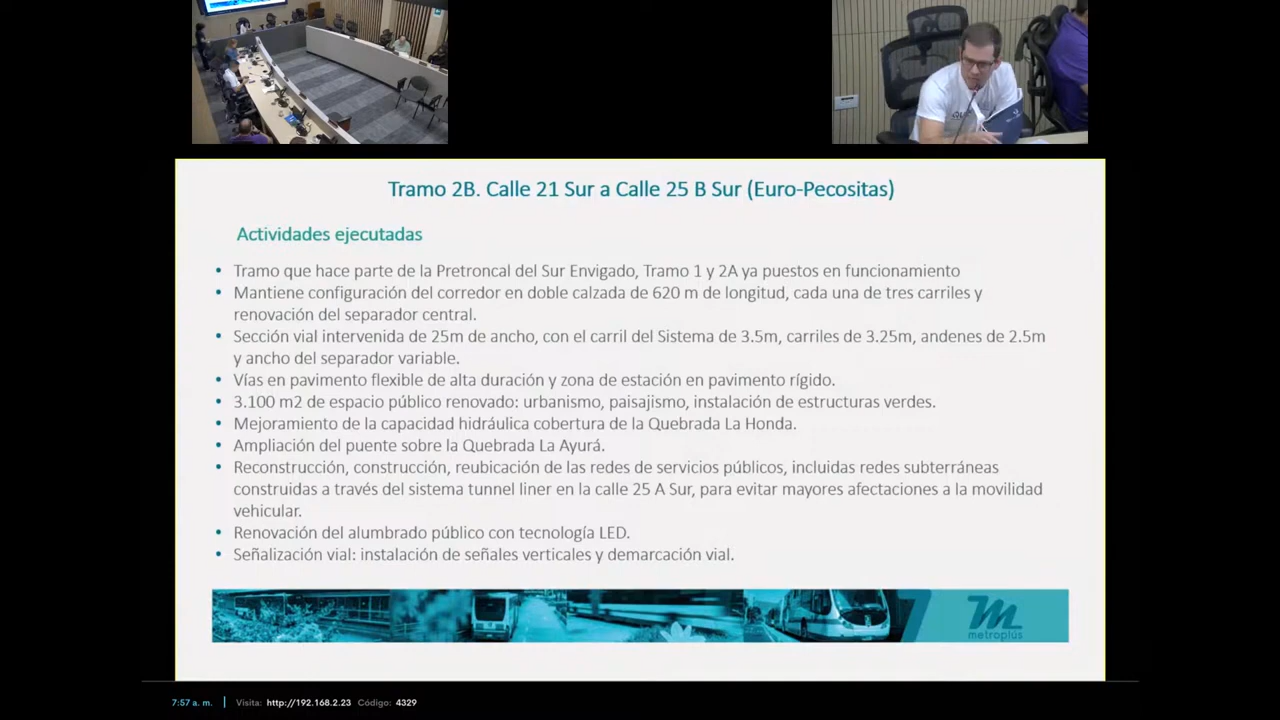 Tramo 2B. Calle 21 Sur a Calle 25 B Sur (Euro-Pecositas)
Actividades ejecutadas
• Tramo que hace parte de la Pretroncal del Sur Envigado, Tramo 1 y 2A ya puestos en funcionamiento
• Mantiene configuración del corredor en doble calzada de 620 m de longitud, cada una de tres carriles y
renovación del separador central.
• Sección vial intervenida de 25m de ancho, con el carril del Sistema de 3.5m, carriles de 3.25m, andenes de 2.5m
y ancho del separador variable.
• Vías en pavimento flexible de alta duración y zona de estación en pavimento rígido.
• 3.100 m2 de espacio público renovado: urbanismo, paisajismo, instalación de estructuras verdes.
• Mejoramiento de la capacidad hidráulica cobertura de la Quebrada La Honda.
• Ampliación del puente sobre la Quebrada La Ayurá.
• Reconstrucción, construcción, reubicación de las redes de servicios públicos, incluidas redes subterráneas
construidas a través del sistema tunnel liner en la calle 25 A Sur, para evitar mayores afectaciones a la movilidad
vehicular.
• Renovación del alumbrado público con tecnología LED.
• Señalización vial: instalación de señales verticales y demarcación vial.
metroplús
7:57 a. m. | Visita: http://192.168.2.23 Código: 4329